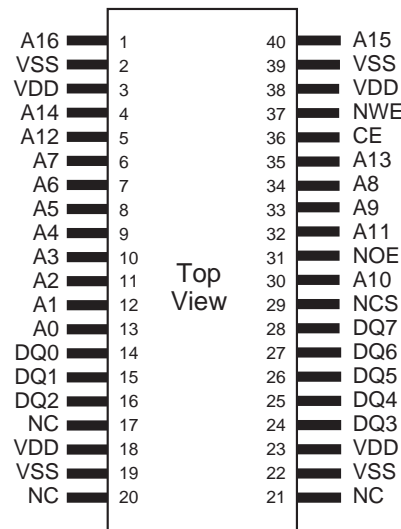 A16 1 40 A15
VSS 2 39 VSS
VDD 3 38 VDD
A14 4 37 NWE
A12 5 36 CE
A7 6 35 A13
A6 7 34 A8
A5 8 33 A9
A4 9 32 A11
A3 10 31 NOE
A2 11 30 A10
A1 12 29 NCS
A0 13 28 DQ7
DQ0 14 27 DQ6
DQ1 15 26 DQ5
DQ2 16 25 DQ4
NC 17 24 DQ3
VDD 18 23 VDD
VSS 19 22 VSS
NC 20 21 NC
Top
View